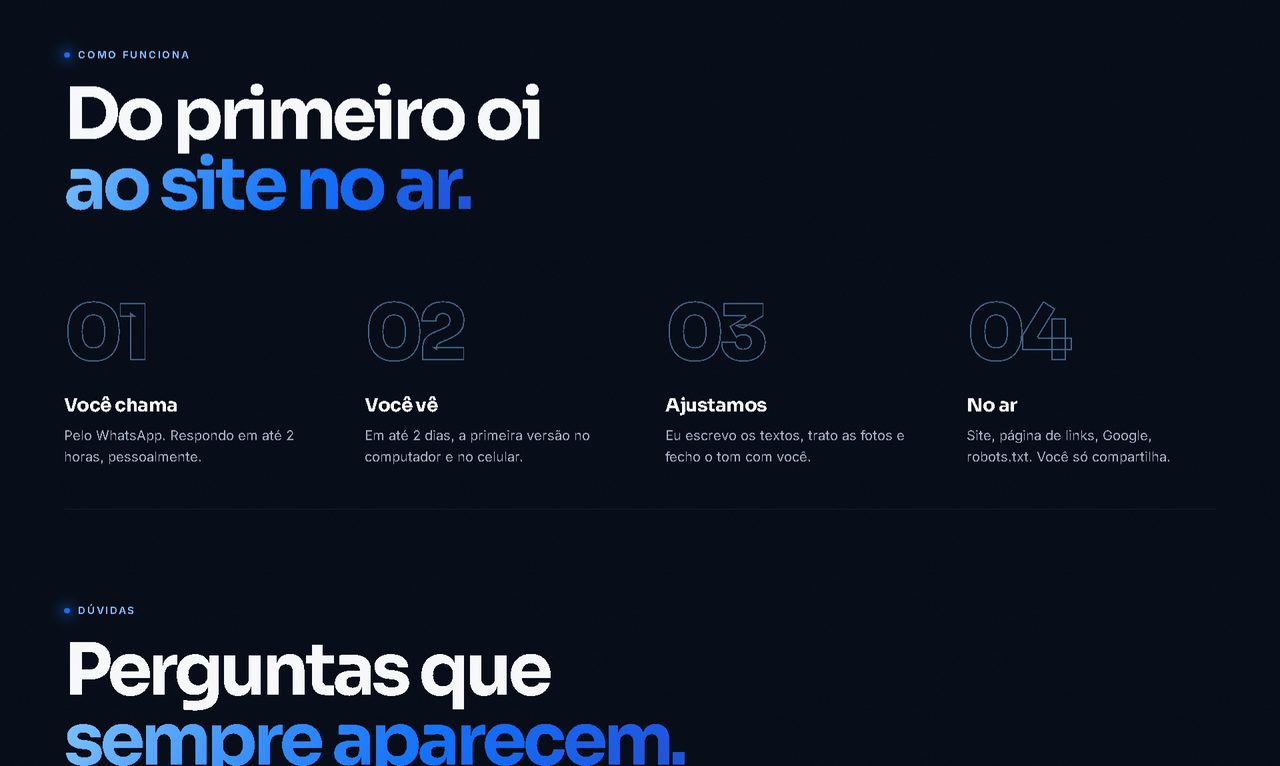 COMO FUNCIONA
Do primeiro oi
ao site no ar.
01
Você chama
Pelo WhatsApp. Respondo em até 2
horas, pessoalmente.
02
Você vê
Em até 2 dias, a primeira versão no
computador e no celular.
03
Ajustamos
Eu escrevo os textos, trato as fotos e
fecho o tom com você.
04
No ar
Site, página de links, Google,
robots.txt. Você só compartilha.
DÚVIDAS
Perguntas que
sempre aparecem.